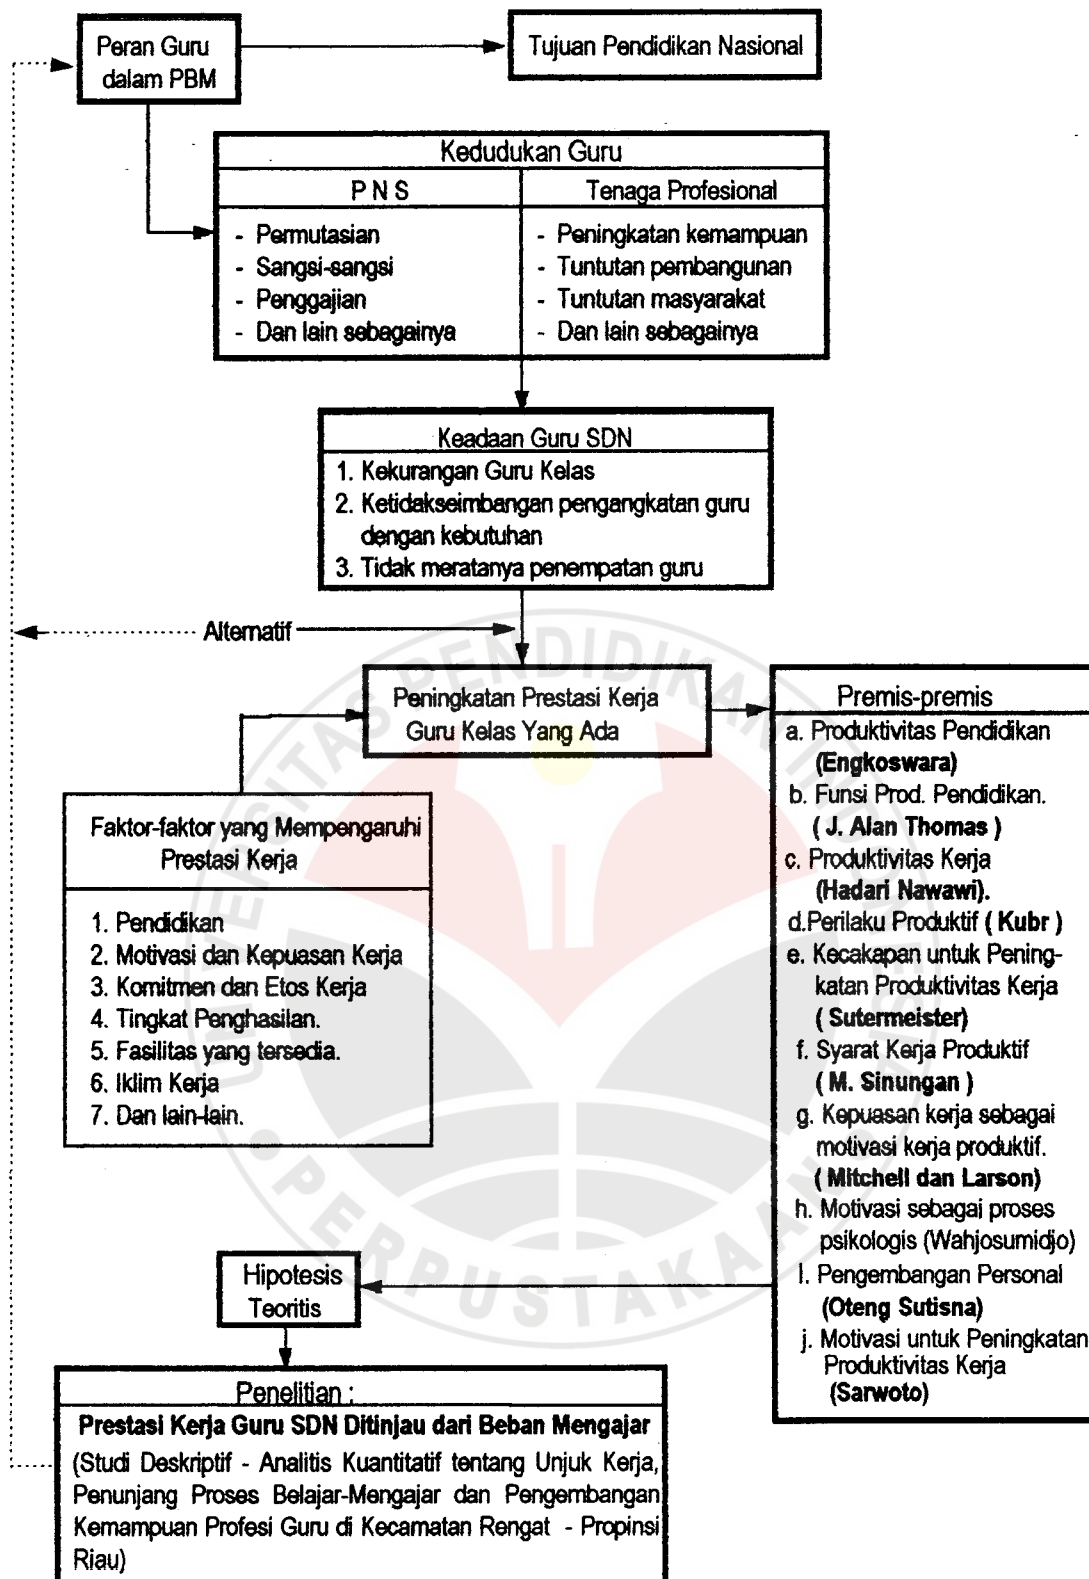 Peran Guru
dalam PBM
Tujuan Pendidikan Nasional
Kedudukan Guru
P N S
- Permutasian
- Sangsi-sangsi
- Penggajian
- Dan lain sebagainya
Tenaga Profesional
- Peningkatan kemampuan
- Tuntutan pembangunan
- Tuntutan masyarakat
- Dan lain sebagainya
Keadaan Guru SDN
1. Kekurangan Guru Kelas
2. Ketidakseimbangan pengangkatan guru
dengan kebutuhan
3. Tidak meratanya penempatan guru
Alternatif
Peningkatan Prestasi Kerja
Guru Kelas Yang Ada
Faktor-faktor yang Mempengaruhi
Prestasi Kerja
1. Pendidikan
2. Motivasi dan Kepuasan Kerja
3. Komitmen dan Etos Kerja
4. Tingkat Penghasilan.
5. Fasilitas yang tersedia.
6. Iklim Kerja
7. Dan lain-lain.
Premis-premis
a. Produktivitas Pendidikan
(Engkoswara)
b. Funsi Prod. Pendidikan.
( J. Alan Thomas )
c. Produktivitas Kerja
(Hadari Nawawi).
d.Perilaku Produktif ( Kubr )
e. Kecakapan untuk Pening-
katan Produktivitas Kerja
( Sutermeister)
f. Syarat Kerja Produktif
( M. Sinungan )
g. Kepuasan kerja sebagai
motivasi kerja produktif.
( Mitchell dan Larson)
h. Motivasi sebagai proses
psikologis (Wahjosumidjo)
I. Pengembangan Personal
(Oteng Sutisna)
j. Motivasi untuk Peningkatan
Produktivitas Kerja
(Sarwoto)
Hipotesis
Teoritis
Penelitian :
Prestasi Kerja Guru SDN Ditinjau dari Beban Mengajar
(Studi Deskriptif - Analitis Kuantitatif tentang Unjuk Kerja,
Penunjang Proses Belajar-Mengajar dan Pengembangan
Kemampuan Profesi Guru di Kecamatan Rengat - Propinsi
Riau)
UNIVERSITAS PENDIDIKAN INDONESIA
PERPUSTAKAAN